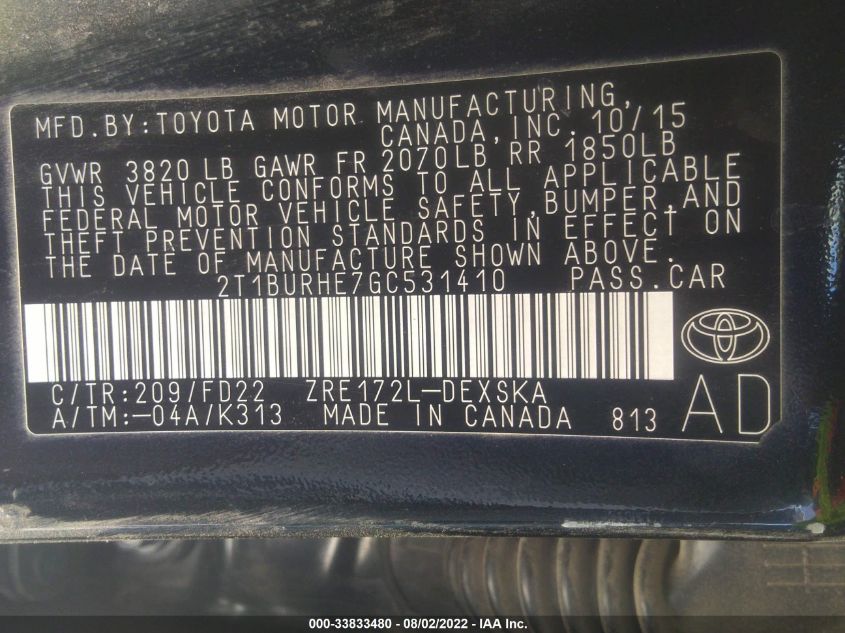 MFD.BY:TOYOTA MOTOR MANUFACTURING,
CANADA,INC. 10/15
GVWR 3820 LB GAWR FR 2070LB RR 1850LB
THIS VEHICLE CONFORMS TO ALL APPLICABLE
FEDERAL MOTOR VEHICLE SAFETY,BUMPER,AND
THEFT PREVENTION STANDARDS IN EFFECT ON
THE DATE OF MANUFACTURE SHOWN ABOVE.
2T1BURHE7GC531410 PASS.CAR
C/TR:209/FD22 ZRE172L-DEXSKA
A/TM:-04A/K313 MADE IN CANADA 813
AD
000-33833480 - 08/02/2022 - IAA Inc.